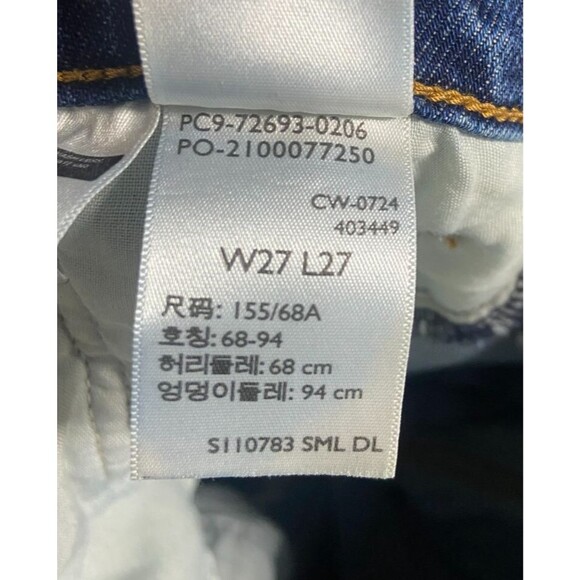 PC9-72693-0206
PO-2100077250
CW-0724
403449
W27 L27
尺码: 155/68A
호칭: 68-94
허리둘레: 68 cm
엉덩이둘레: 94 cm
S110783 SML DL